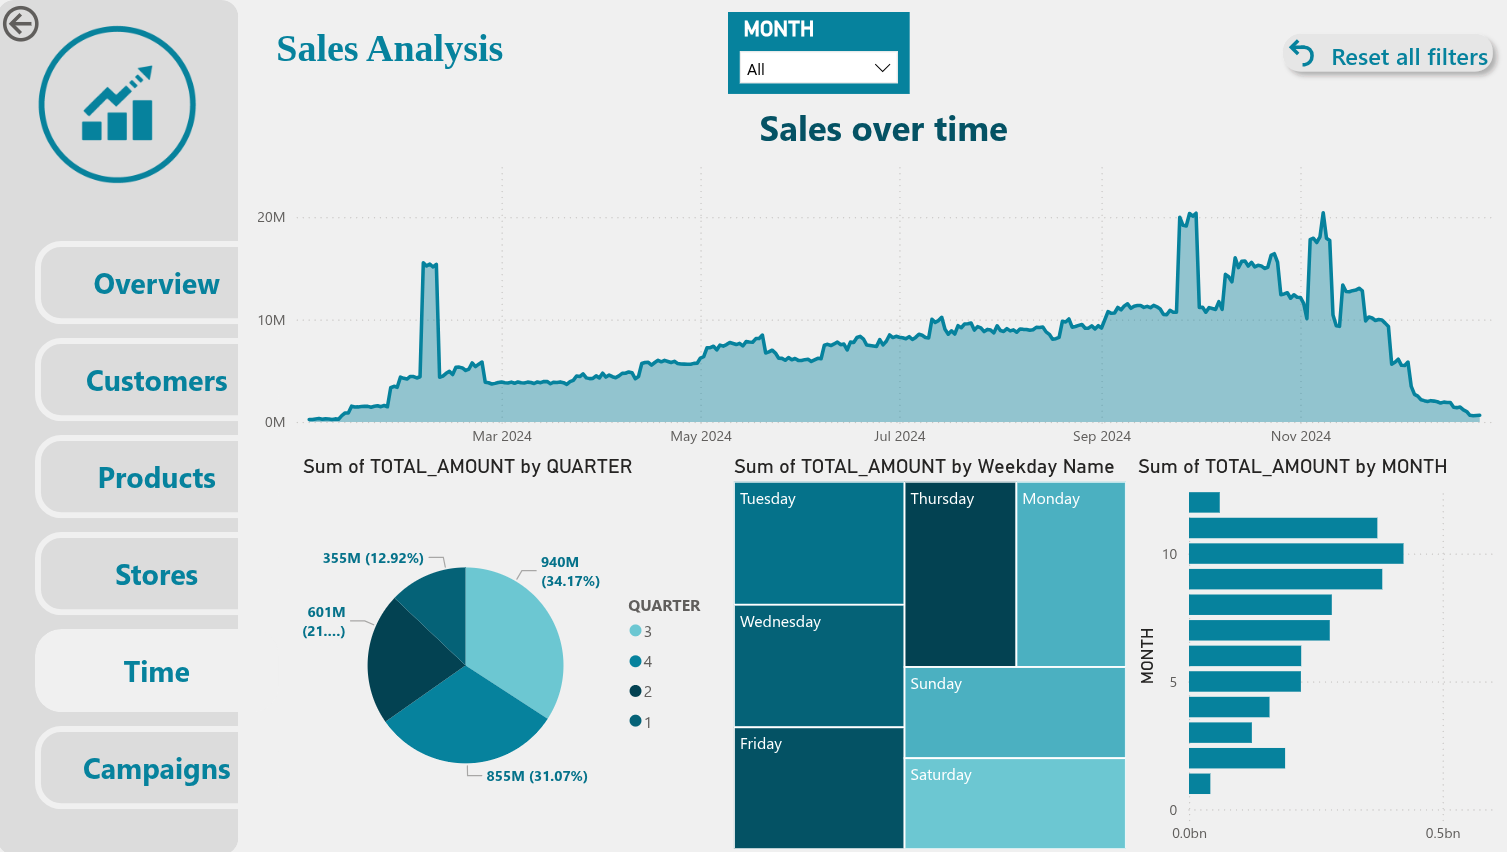 Sales Analysis
MONTH
All
Reset all filters
Overview
Customers
Products
Stores
Time
Campaigns
Sales over time
20M
10M
0M
Mar 2024
May 2024
Jul 2024
Sep 2024
Nov 2024
Sum of TOTAL_AMOUNT by QUARTER
355M (12.92%)
940M
(34.17%)
601M
(21....)
855M (31.07%)
QUARTER
3
4
2
1
Sum of TOTAL_AMOUNT by Weekday Name
Tuesday
Wednesday
Friday
Thursday
Monday
Sunday
Saturday
Sum of TOTAL_AMOUNT by MONTH
MONTH
10
5
0
0.0bn
0.5bn